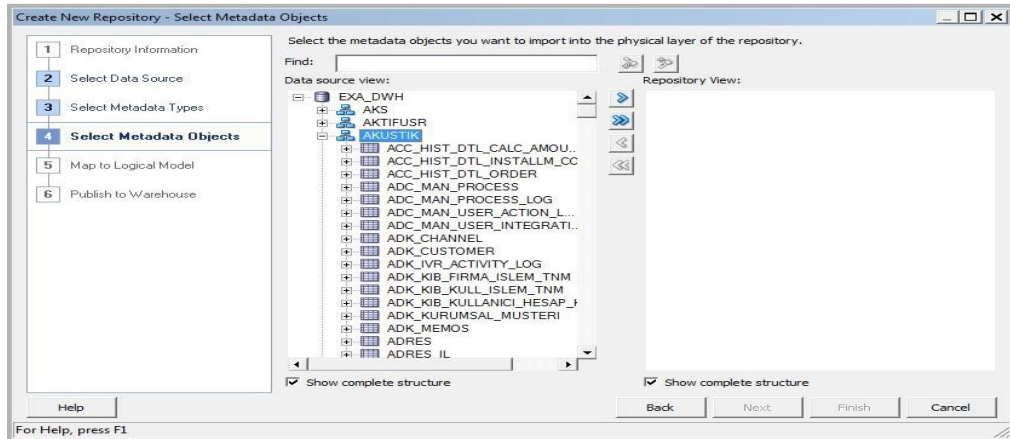 Create New Repository - Select Metadata Objects
1 Repository Information
2 Select Data Source
3 Select Metadata Types
4 Select Metadata Objects
5 Map to Logical Model
6 Publish to Warehouse
Select the metadata objects you want to import into the physical layer of the repository.
Find:
Data source view:
EXA_DWH
AKS
AKTIFUSR
AKUSTIK
ACC_HIST_DTL_CALC_AMOU...
ACC_HIST_DTL_INSTALLM_CC
ACC_HIST_DTL_ORDER
ADC_MAN_PROCESS
ADC_MAN_PROCESS_LOG
ADC_MAN_USER_ACTION_L...
ADC_MAN_USER_INTEGRATI...
ADK_CHANNEL
ADK_CUSTOMER
ADK_IVR_ACTIVITY_LOG
ADK_KIB_FIRMA_ISLEM_TNM
ADK_KIB_KULL_ISLEM_TNM
ADK_KIB_KULLANICI_HESAP_
ADK_KURUMSAL_MUSTERI
ADK_MEMOS
ADRES
ADRES_IL
Show complete structure
Repository View:
Show complete structure
Help
Back
Next
Finish
Cancel
For Help, press F1